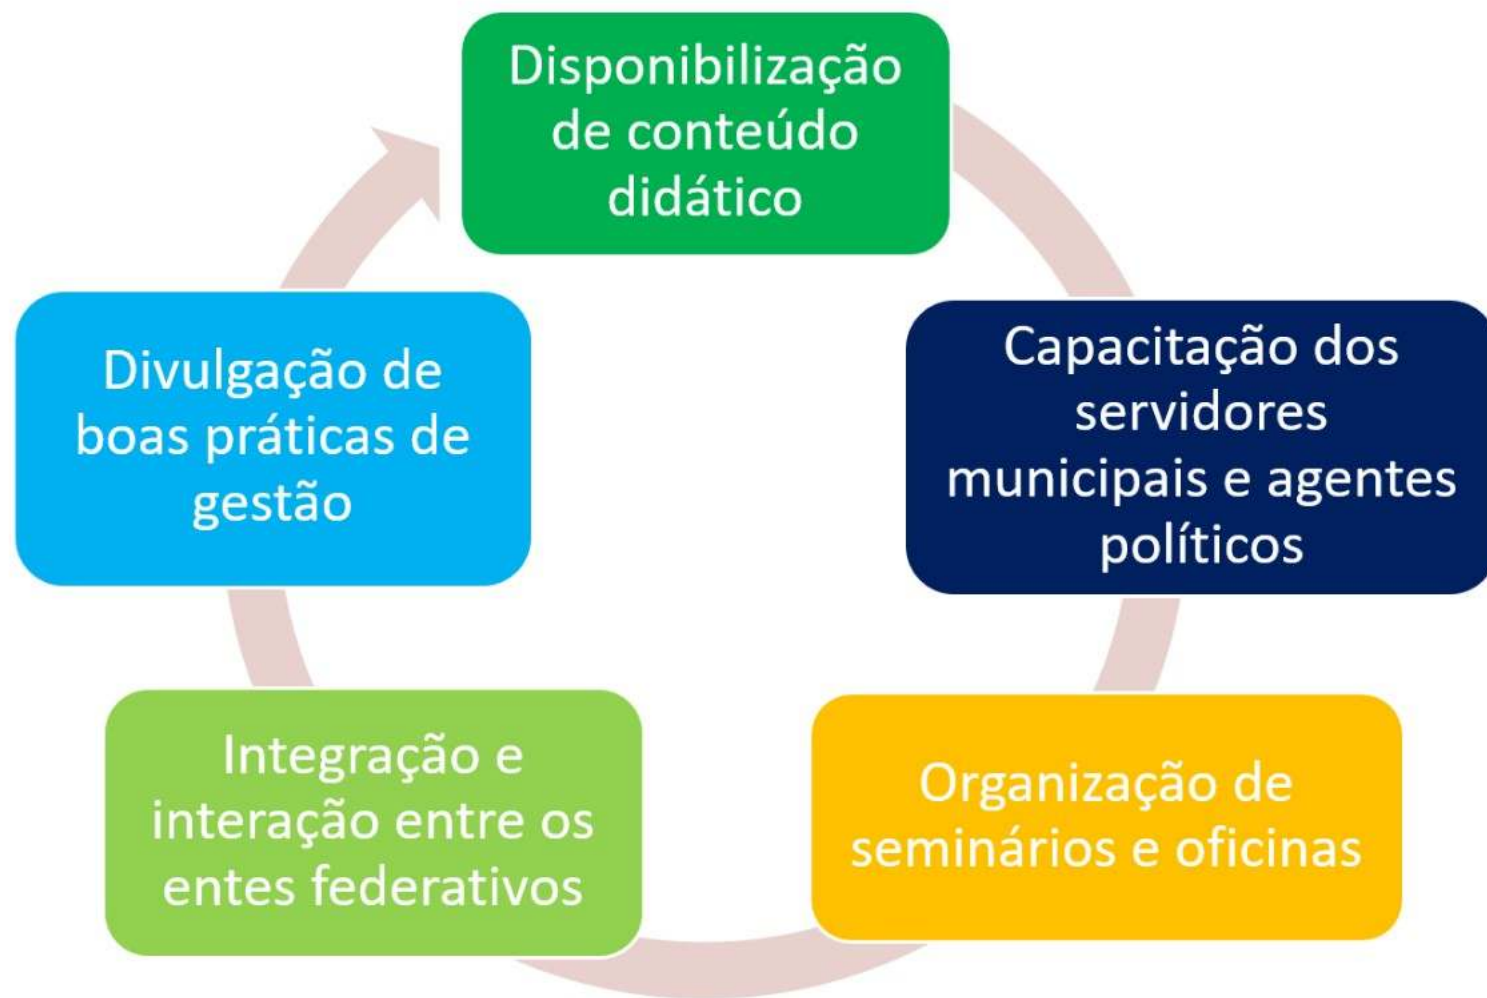 Disponibilização
de conteúdo
didático
Capacitação dos
servidores
municipais e agentes
políticos
Organização de
seminários e oficinas
Integração e
interação entre os
entes federativos
Divulgação de
boas práticas de
gestão